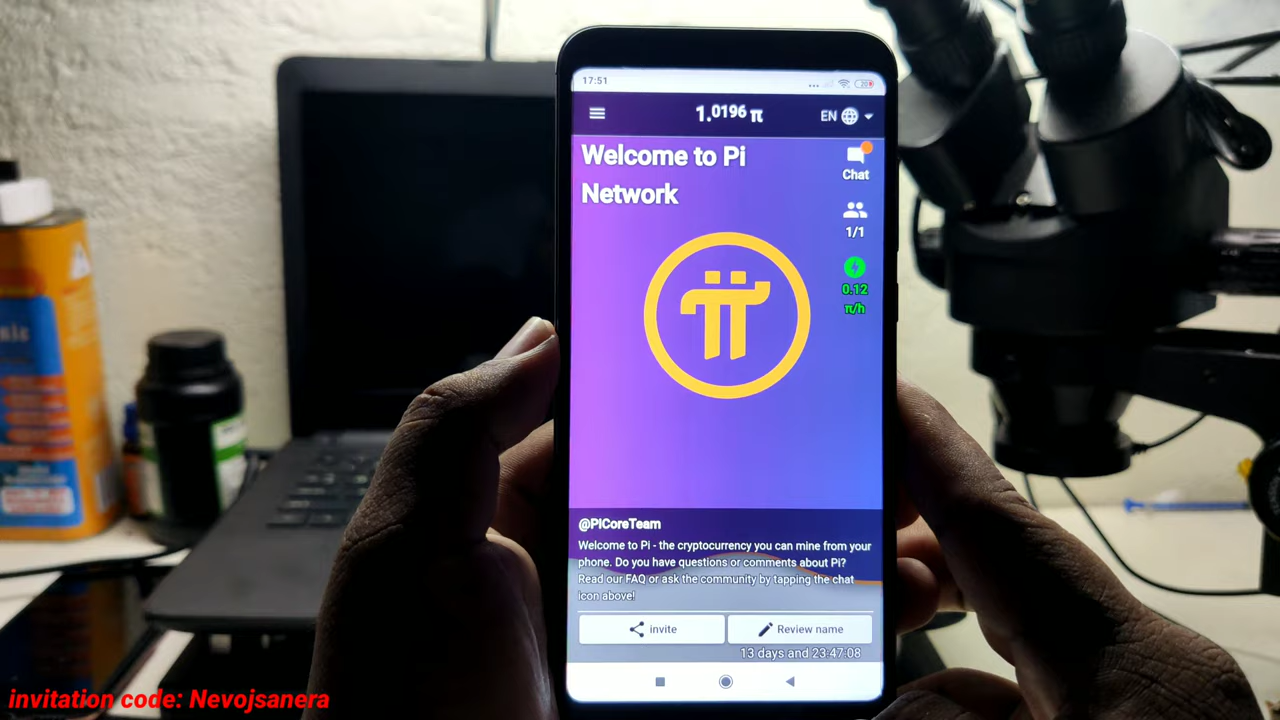 17:51
20
1.0196 π
EN
Welcome to Pi
Network
Chat
1/1
0.12
π/h
@PiCoreTeam
Welcome to Pi - the cryptocurrency you can mine from your
phone. Do you have questions or comments about Pi?
Read our FAQ or ask the community by tapping the chat
icon above!
invite
Review name
13 days and 23:47:08
invitation code: Nevojsanera